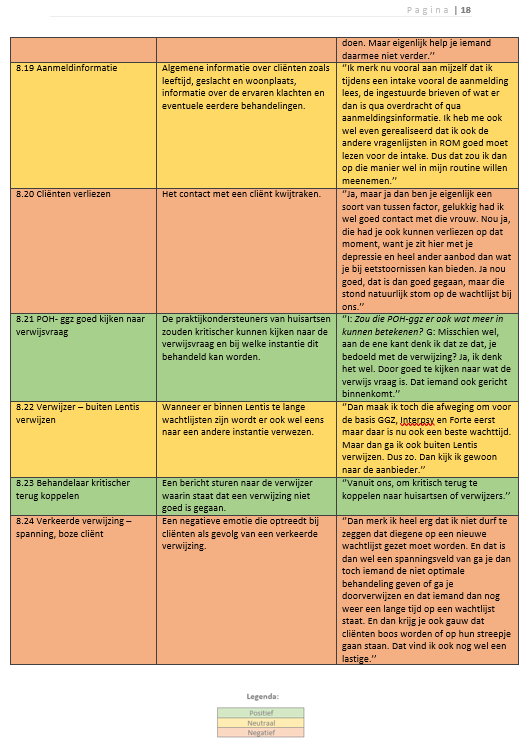 Pagina | 18
doen. Maar eigenlijk help je iemand
daarmee niet verder.’’
8.19 Aanmeldinformatie
Algemene informatie over cliënten zoals
leeftijd, geslacht en woonplaats,
informatie over de ervaren klachten en
eventuele eerdere behandelingen.
‘’Ik merk nu vooral aan mijzelf dat ik
tijdens een intake vooral de aanmelding
lees, de ingestuurde brieven of wat er
dan is qua overdracht of qua
aanmeldingsinformatie. Ik heb me ook
wel even gerealiseerd dat ik ook de
andere vragenlijsten in ROM goed moet
lezen voor de intake. Dus dat zou ik dan
op die manier wel in mijn routine willen
meenemen.’’
8.20 Cliënten verliezen
Het contact met een cliënt kwijtraken.
‘’Ja, maar ja dan ben je eigenlijk een
soort van tussen factor, gelukkig had ik
wel goed contact met die vrouw. Nou ja,
die had je ook kunnen verliezen op dat
moment, want je zit hier met je
depressie en heel ander aanbod dan wat
je bij eetstoornissen kan bieden. Ja nou
goed, dat is dan goed gegaan, maar die
stond natuurlijk stom op de wachtlijst bij
ons.’’
8.21 POH- ggz goed kijken naar
verwijsvraag
De praktijkondersteuners van huisartsen
zouden kritischer kunnen kijken naar de
verwijsvraag en bij welke instantie dit
behandeld kan worden.
‘’I: Zou die POH-ggz er ook wat meer in
kunnen betekenen? G: Misschien wel,
aan de ene kant denk ik dat ze dat, je
bedoeld met de verwijzing? Ja, ik denk
het wel. Door goed te kijken naar wat de
verwijs vraag is. Dat iemand ook gericht
binnenkomt.’’
8.22 Verwijzer – buiten Lentis
verwijzen
Wanneer er binnen Lentis te lange
wachtlijsten zijn wordt er ook wel eens
naar een andere instantie verwezen.
‘’Dan maak ik toch die afweging om voor
de basis GGZ, Interpsy en Forte eerst
maar daar is nu ook een beste wachttijd.
Maar dan ga ik ook buiten Lentis
verwijzen. Dus zo. Dan kijk ik gewoon
naar de aanbieder.’’
8.23 Behandelaar kritischer
terug koppelen
Een bericht sturen naar de verwijzer
waarin staat dat een verwijzing niet
goed is gegaan.
‘’Vanuit ons, om kritisch terug te
koppelen naar huisartsen of verwijzers.’’
8.24 Verkeerde verwijzing –
spanning, boze cliënt
Een negatieve emotie die optreedt bij
cliënten als gevolg van een verkeerde
verwijzing.
‘’Dan merk ik heel erg dat ik niet durf te
zeggen dat diegene op een nieuwe
wachtlijst gezet moet worden. En dat is
dan wel een spanningsveld van ga je dan
toch iemand de niet optimale
behandeling geven of ga je
doorverwijzen en dat iemand dan nog
weer een lange tijd op een wachtlijst
staat. En dan krijg je ook gauw dat
cliënten boos worden of op hun streepje
gaan staan. Dat vind ik ook nog wel een
lastige.’’
Legenda:
Positief
Neutraal
Negatief